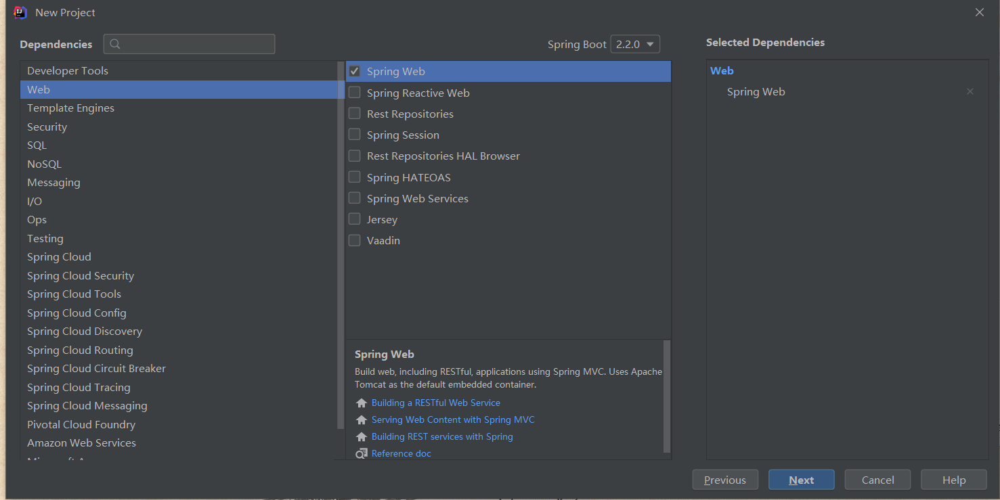 New Project
Dependencies
Spring Boot 2.2.0
Selected Dependencies
Developer Tools
Web
Template Engines
Security
SQL
NoSQL
Messaging
I/O
Ops
Testing
Spring Cloud
Spring Cloud Security
Spring Cloud Tools
Spring Cloud Config
Spring Cloud Discovery
Spring Cloud Routing
Spring Cloud Circuit Breaker
Spring Cloud Tracing
Spring Cloud Messaging
Pivotal Cloud Foundry
Amazon Web Services
Spring Web
Spring Reactive Web
Rest Repositories
Spring Session
Rest Repositories HAL Browser
Spring HATEOAS
Spring Web Services
Jersey
Vaadin
Spring Web
Build web, including RESTful, applications using Spring MVC. Uses Apache
Tomcat as the default embedded container.
Building a RESTful Web Service
Serving Web Content with Spring MVC
Building REST services with Spring
Reference doc
Web
Spring Web
Previous
Next
Cancel
Help